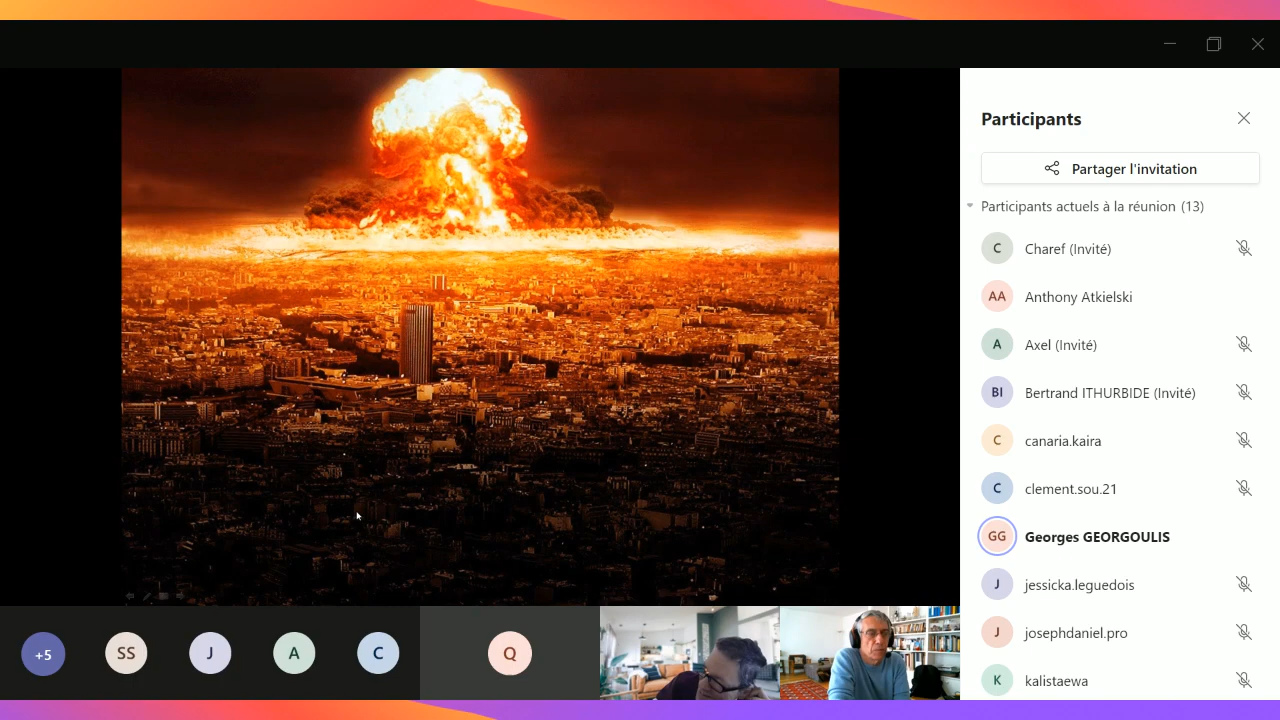 Participants
Partager l'invitation
Participants actuels à la réunion (13)
C Charef (Invité)
AA Anthony Atkielski
A Axel (Invité)
BI Bertrand ITHURBIDE (Invité)
C canaria.kaira
C clement.sou.21
GG Georges GEORGOULIS
J jessicka.leguedois
J josephdaniel.pro
K kalistaewa
+5 SS J A C Q